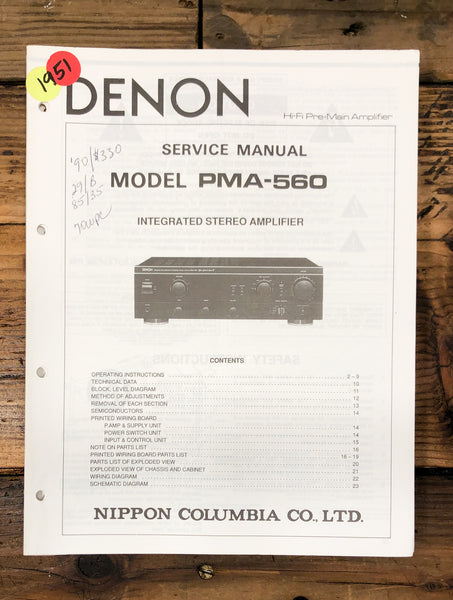 1951
DENON
Hi-Fi Pre-Main Amplifier
SERVICE MANUAL
'90/$330
MODEL PMA-560
29/6
85/35
70wpc
INTEGRATED STEREO AMPLIFIER
DENON
CONTENTS
OPERATING INSTRUCTIONS 2 ~ 9
TECHNICAL DATA 10
BLOCK, LEVEL DIAGRAM 11
METHOD OF ADJUSTMENTS 12
REMOVAL OF EACH SECTION 13
SEMICONDUCTORS 14
PRINTED WIRING BOARD
P.AMP & SUPPLY UNIT 14
POWER SWITCH UNIT 14
INPUT & CONTROL UNIT 15
NOTE ON PARTS LIST 16
PRINTED WIRING BOARD PARTS LIST 16 ~ 19
PARTS LIST OF EXPLODED VIEW 20
EXPLODED VIEW OF CHASSIS AND CABINET 21
WIRING DIAGRAM 22
SCHEMATIC DIAGRAM 23
NIPPON COLUMBIA CO., LTD.